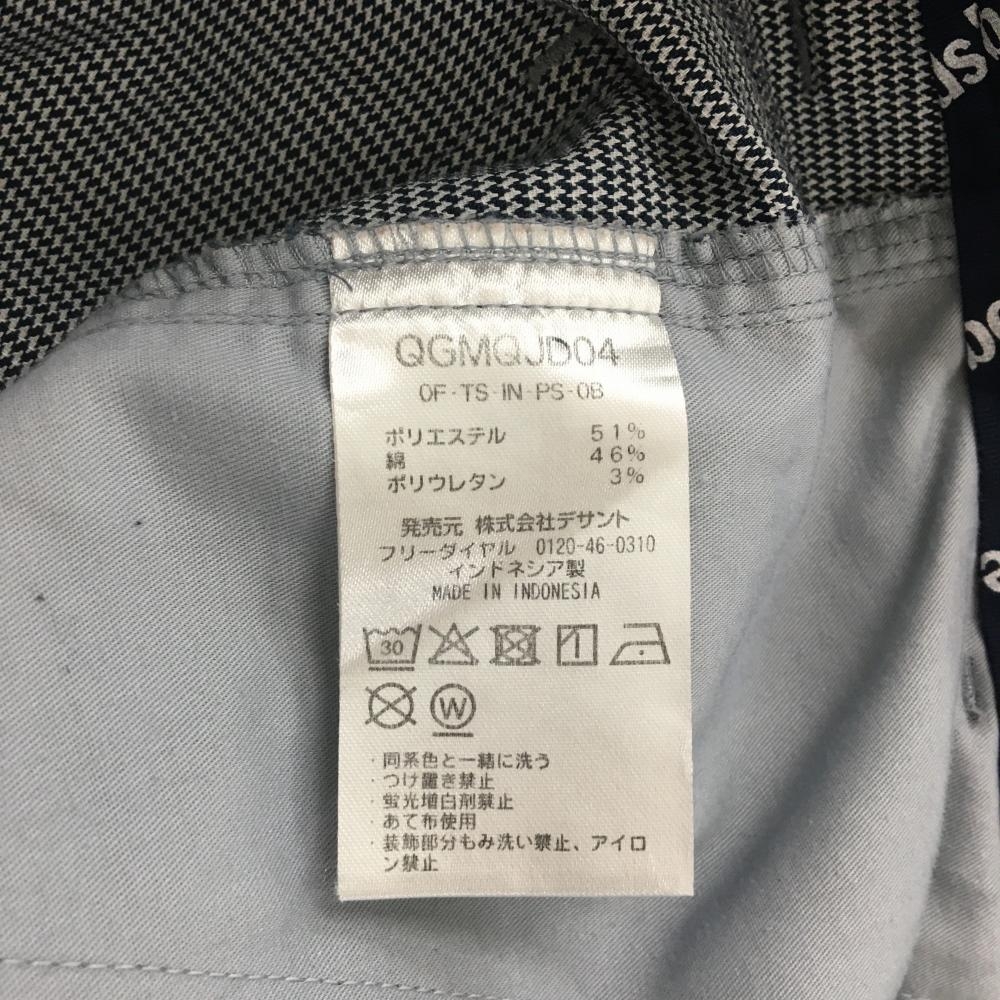 QGMQJD04
OF-TS-IN-PS-OB
ポリエステル 51%
綿 46%
ポリウレタン 3%
発売元 株式会社デサント
フリーダイヤル 0120-46-0310
インドネシア製
MADE IN INDONESIA
30
W
・同系色と一緒に洗う
・つけ置き禁止
・蛍光増白剤禁止
・あて布使用
・装飾部分もみ洗い禁止、アイロ
ン禁止